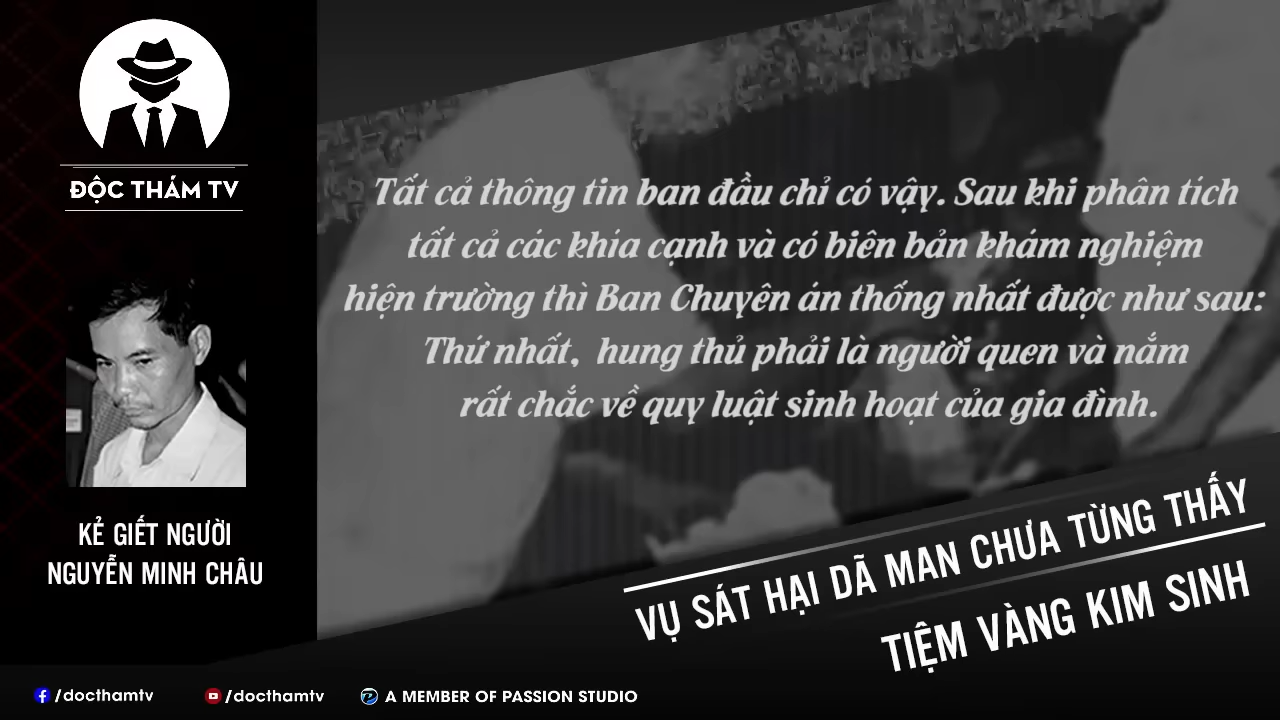 ĐỘC THÁM TV
KẺ GIẾT NGƯỜI
NGUYỄN MINH CHÂU
Tất cả thông tin ban đầu chỉ có vậy. Sau khi phân tích
tất cả các khía cạnh và có biên bản khám nghiệm
hiện trường thì Ban Chuyên án thống nhất được như sau:
Thứ nhất, hung thủ phải là người quen và nắm
rất chắc về quy luật sinh hoạt của gia đình.
VỤ SÁT HẠI DÃ MAN CHƯA TỪNG THẤY
TIỆM VÀNG KIM SINH
/docthamtv
/docthamtv
A MEMBER OF PASSION STUDIO